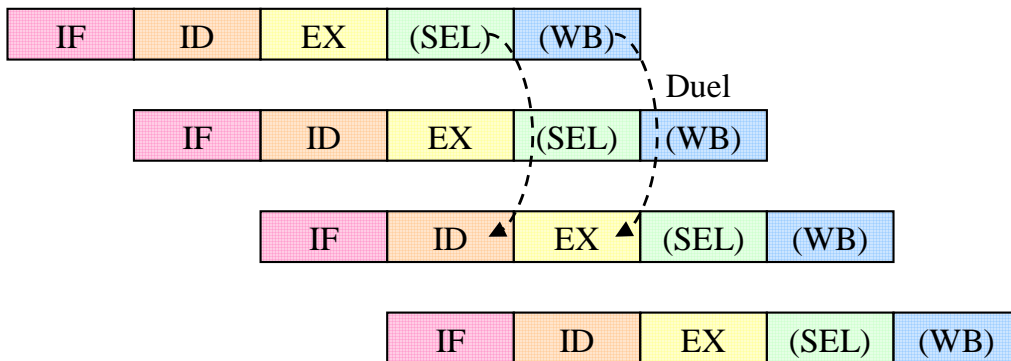 IF ID EX (SEL) (WB)
Duel
IF ID EX (SEL) (WB)
IF ID EX (SEL) (WB)
IF ID EX (SEL) (WB)